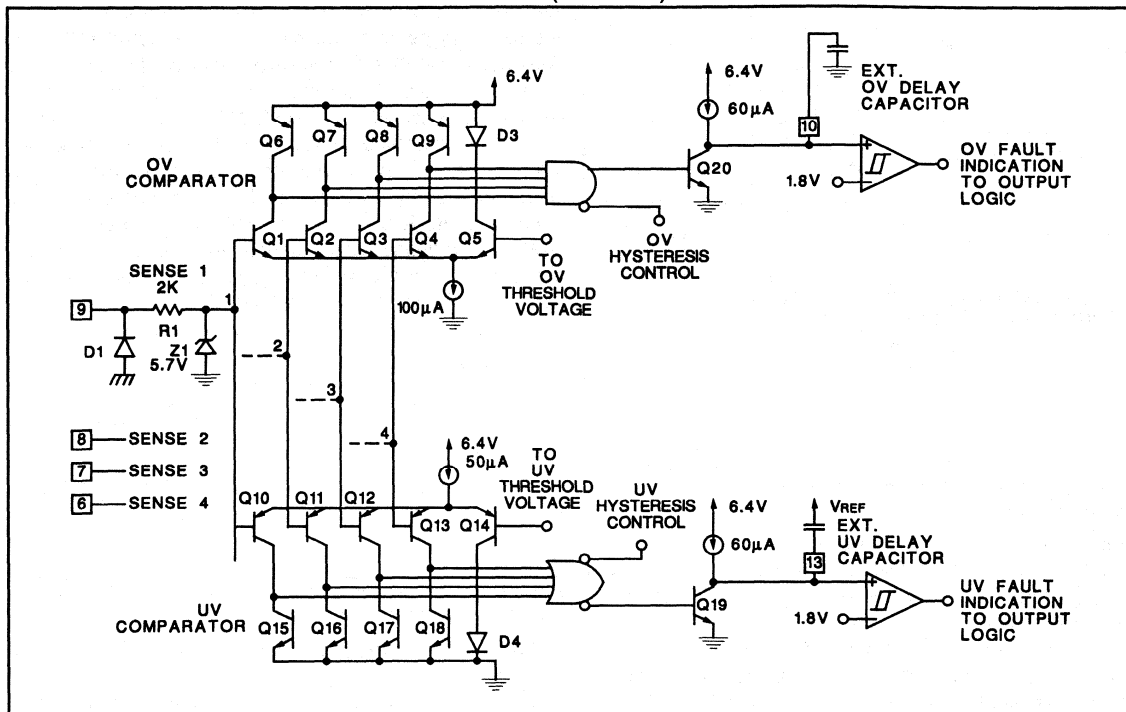 6.4V
Q6
Q7
Q8
Q9
D3
OV
COMPARATOR
Q1
Q2
Q3
Q4
Q5
100μA
TO
OV
THRESHOLD
VOLTAGE
OV
HYSTERESIS
CONTROL
6.4V
60μA
Q20
10
EXT.
OV DELAY
CAPACITOR
1.8V
OV FAULT
INDICATION
TO OUTPUT
LOGIC
SENSE 1
2K
9
R1
1
D1
Z1
5.7V
2
3
4
8 SENSE 2
7 SENSE 3
6 SENSE 4
6.4V
50μA
TO
UV
THRESHOLD
VOLTAGE
Q10
Q11
Q12
Q13
Q14
UV
HYSTERESIS
CONTROL
UV
COMPARATOR
Q15
Q16
Q17
Q18
D4
6.4V
60μA
Q19
VREF
EXT.
UV DELAY
CAPACITOR
13
1.8V
UV FAULT
INDICATION
TO OUTPUT
LOGIC